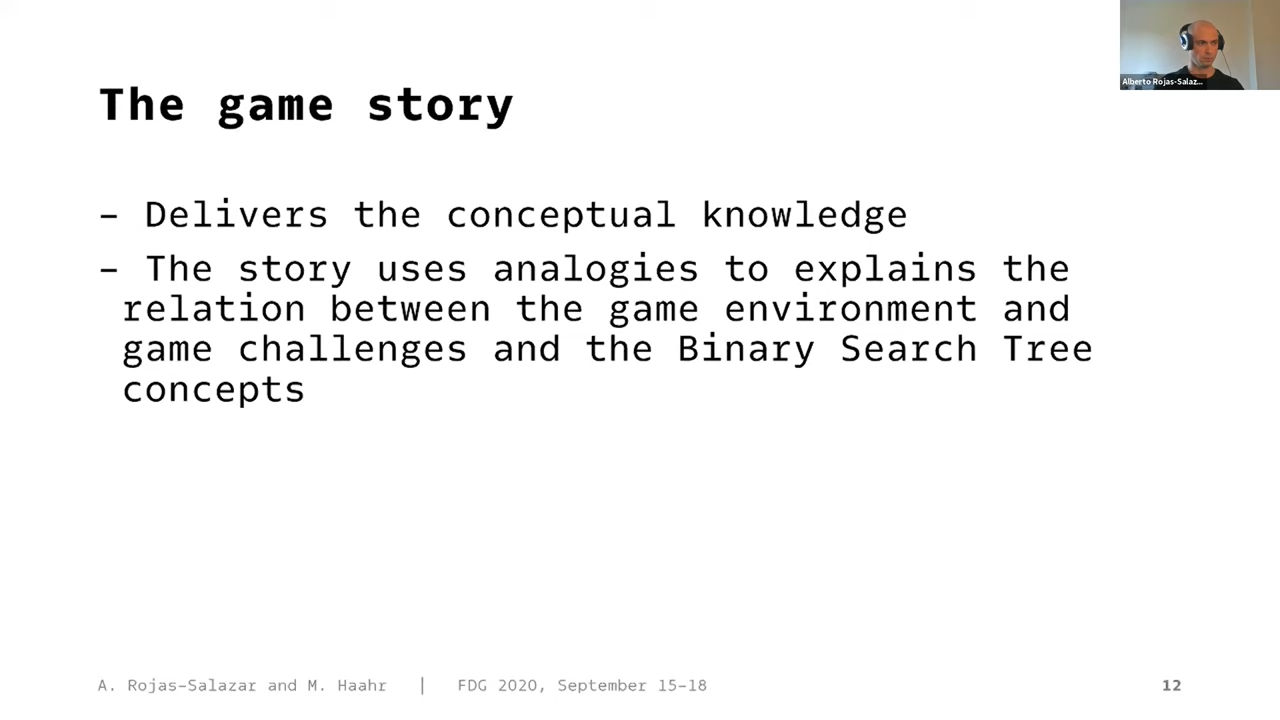 Alberto Rojas-Salaz...
The game story
– Delivers the conceptual knowledge
– The story uses analogies to explains the
relation between the game environment and
game challenges and the Binary Search Tree
concepts
A. Rojas-Salazar and M. Haahr | FDG 2020, September 15-18
12